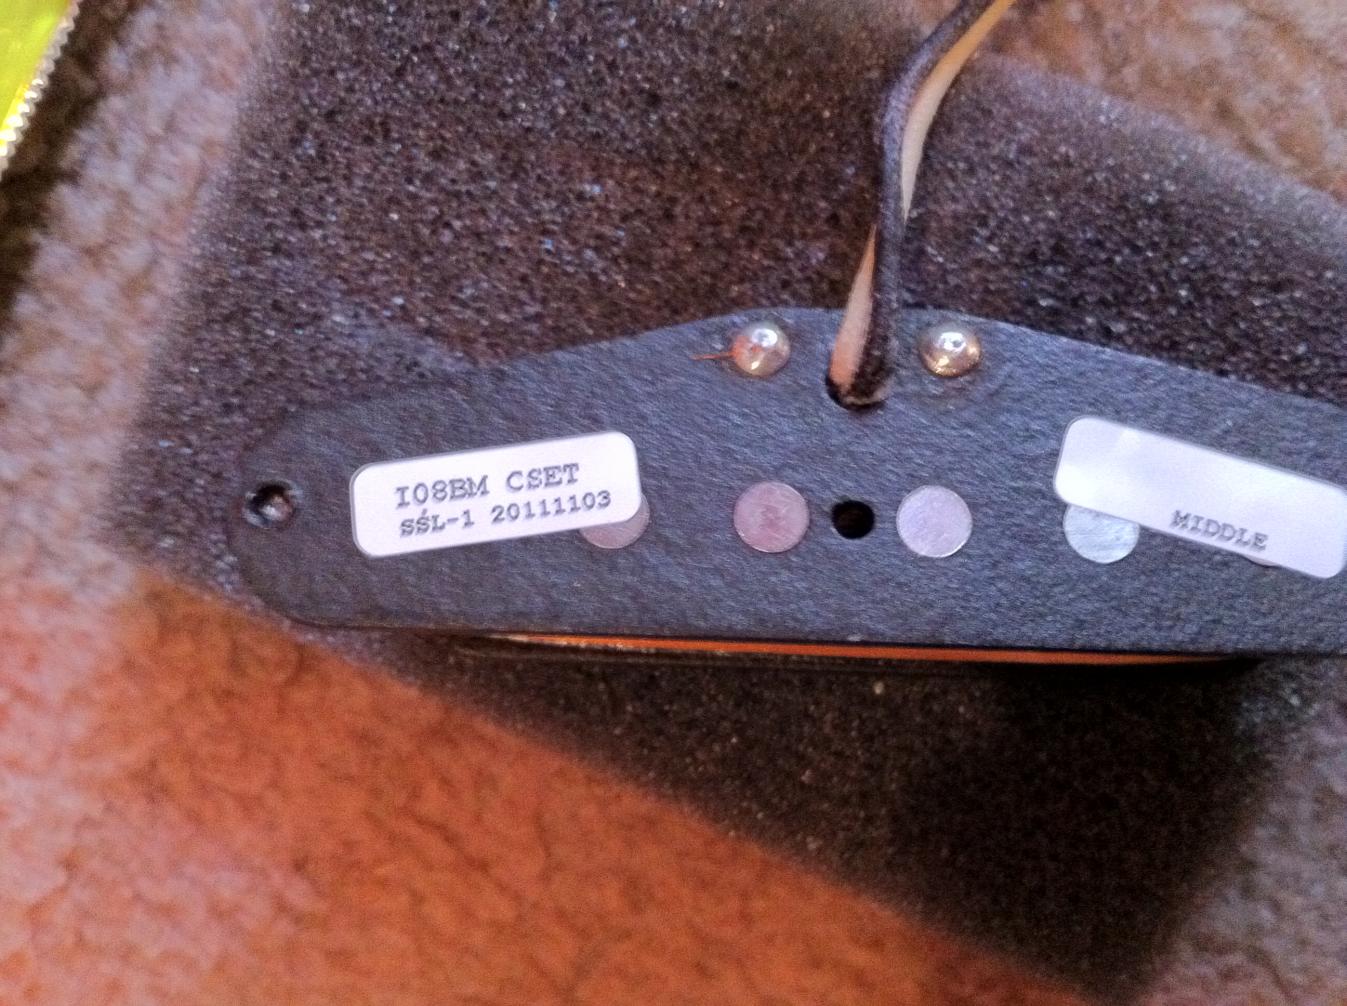 I08BM CSET
SSL-1 20111103
MIDDLE